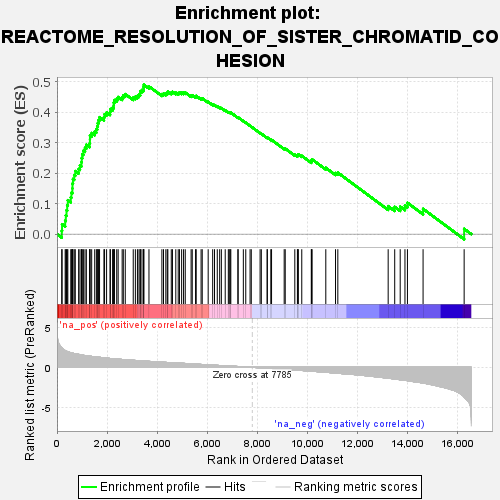 Enrichment plot:
REACTOME_RESOLUTION_OF_SISTER_CHROMATID_CO
HESION
Enrichment score (ES)
0.5
0.4
0.3
0.2
0.1
0.0
'na_pos' (positively correlated)
Ranked list metric (PreRanked)
5
0
-5
Zero cross at 7785
'na_neg' (negatively correlated)
0 2,000 4,000 6,000 8,000 10,000 12,000 14,000 16,000
Rank in Ordered Dataset
Enrichment profile Hits Ranking metric scores